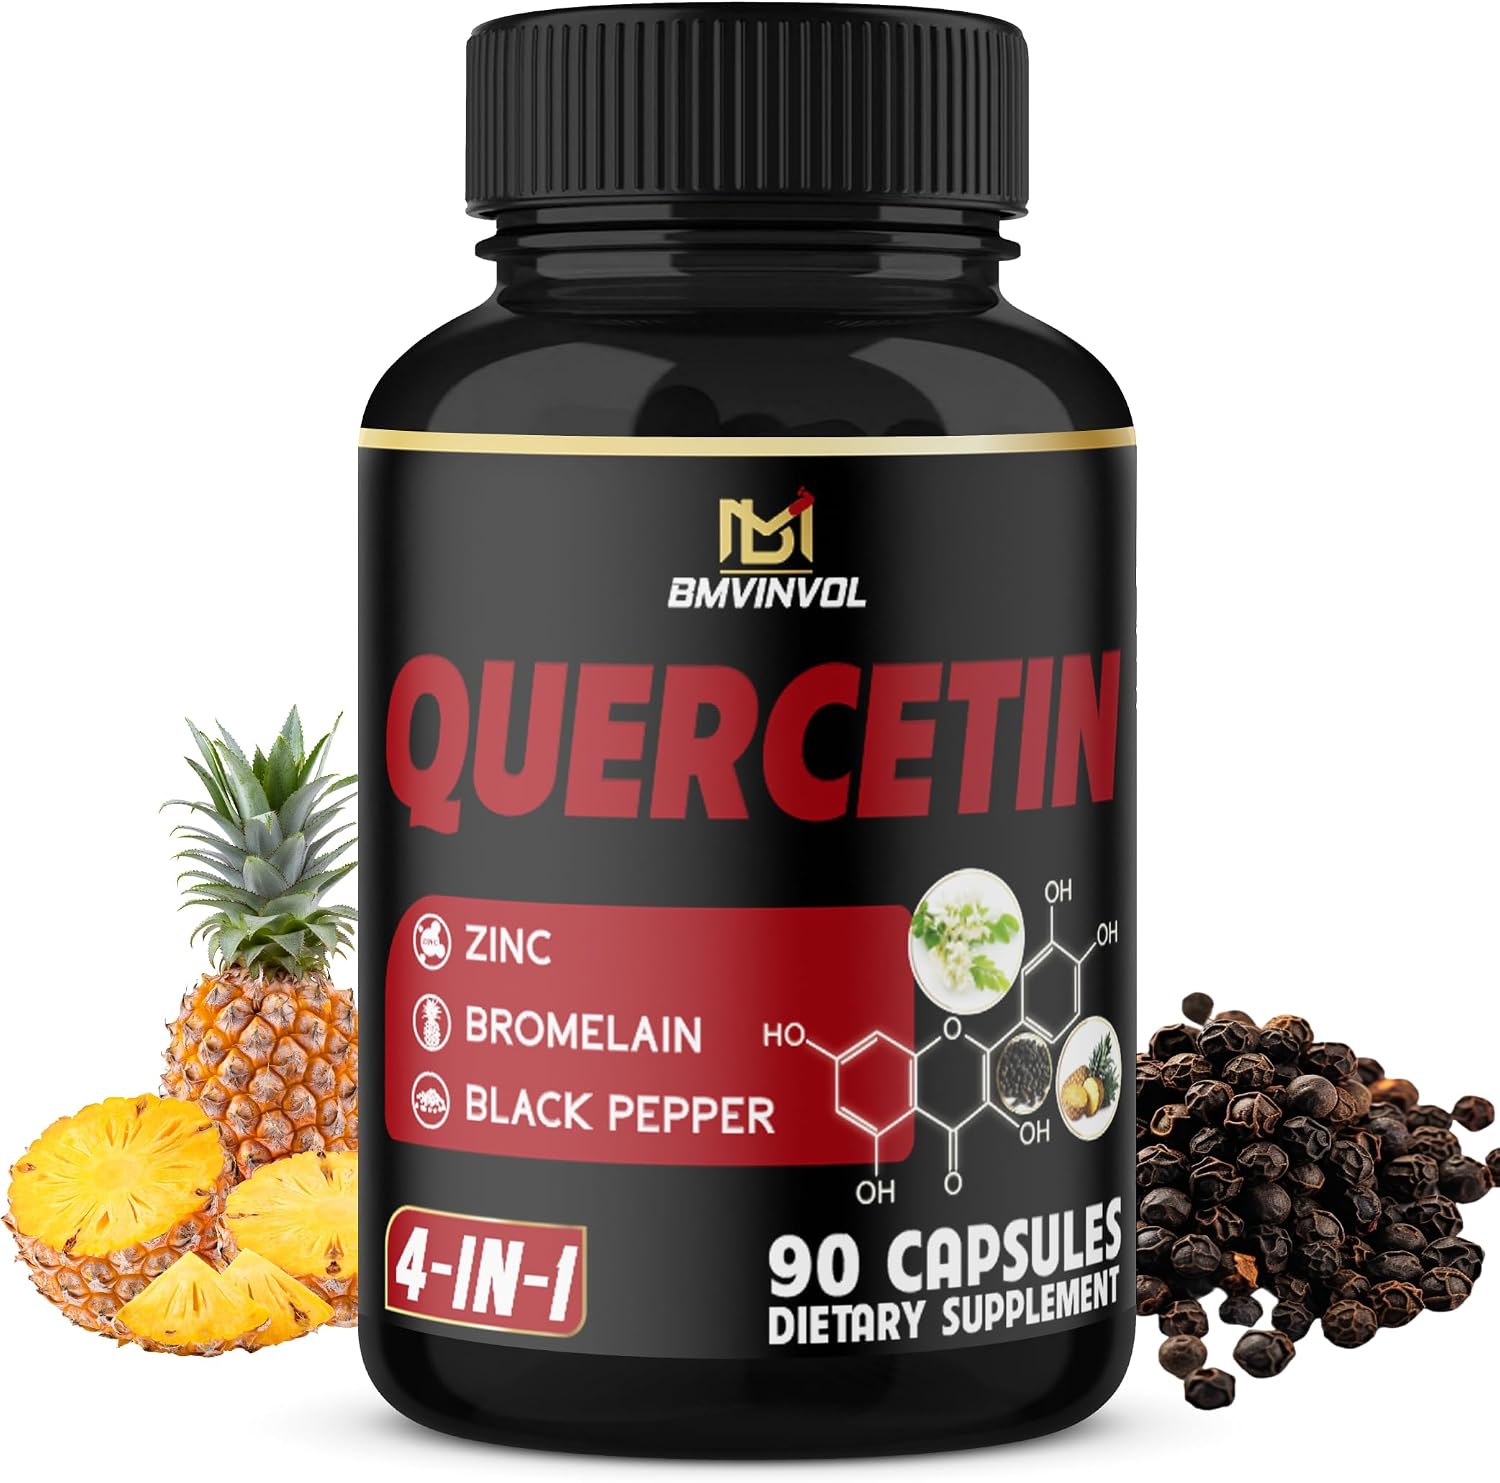 BMVINVOL
QUERCETIN
ZINC
BROMELAIN
BLACK PEPPER
OH
OH
HO
O
OH
OH
O
4-IN-1
90 CAPSULES
DIETARY SUPPLEMENT